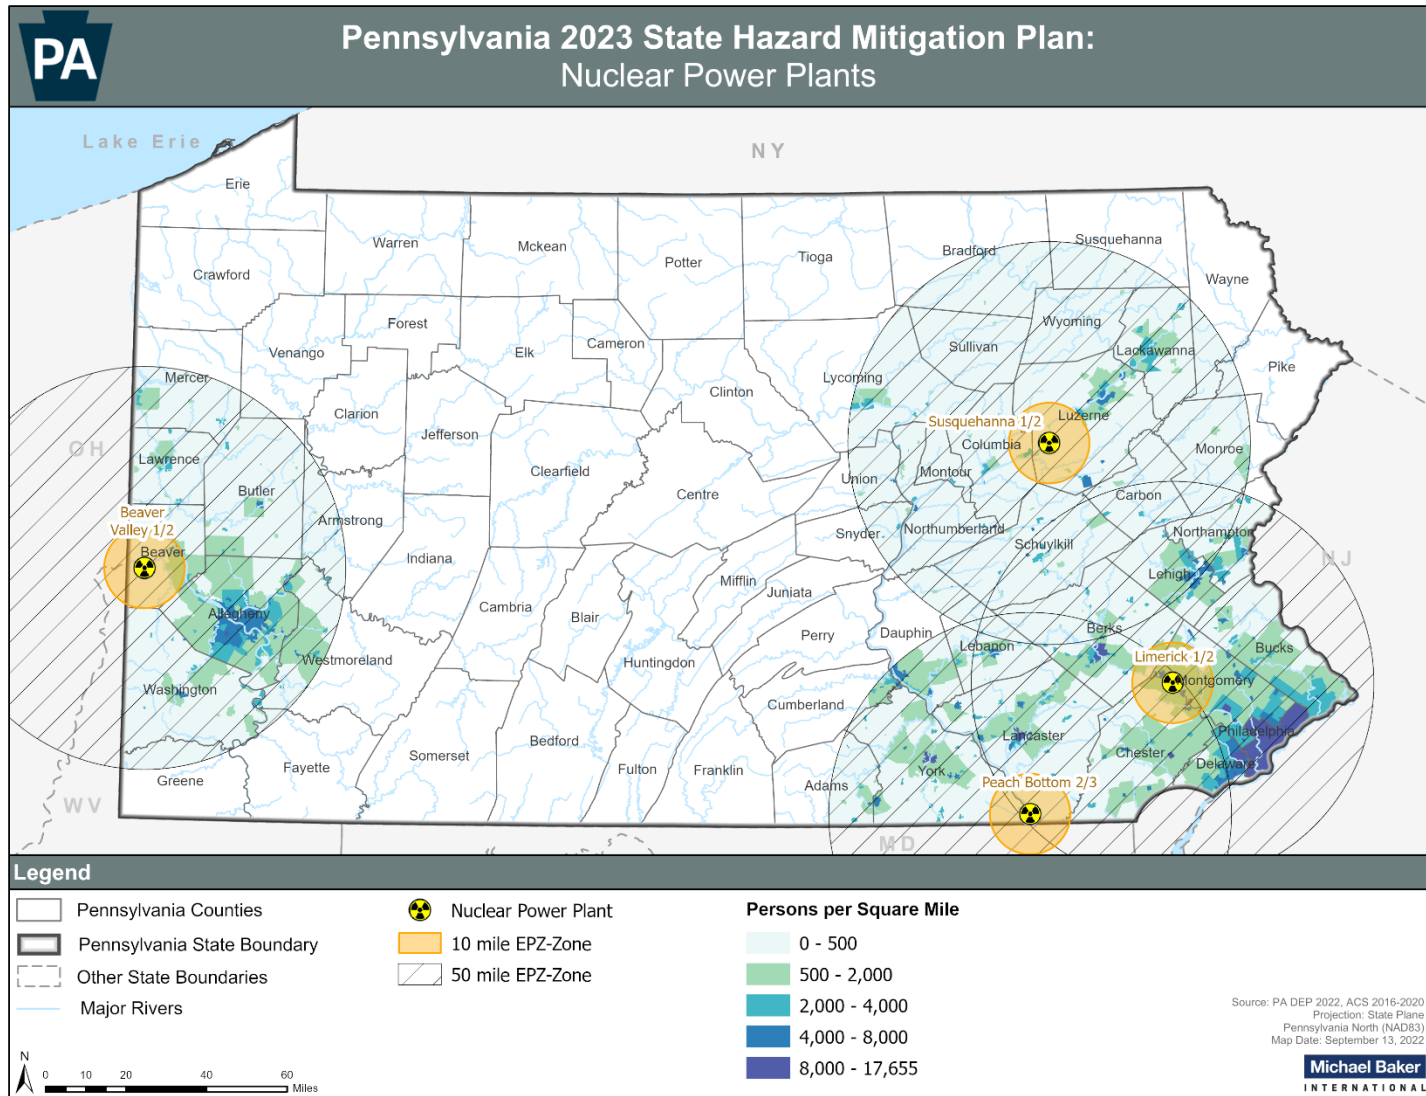 PA
Pennsylvania 2023 State Hazard Mitigation Plan:
Nuclear Power Plants
Lake Erie
NY
Erie
Warren
Mckean
Potter
Tioga
Bradford
Susquehanna
Crawford
Wayne
Forest
Venango
Elk
Cameron
Wyoming
Sullivan
Lackawanna
Mercer
Lycoming
Clinton
Pike
Clarion
Jefferson
Susquehanna 1/2
Luzerne
Columbia
OH
Lawrence
Clearfield
Montour
Monroe
Butler
Union
Centre
Carbon
Beaver
Valley 1/2
Armstrong
Snyder
Northumberland
Northampton
Beaver
Indiana
Schuylkill
NJ
Mifflin
Lehigh
Juniata
Cambria
Allegheny
Blair
Perry
Dauphin
Berks
Lebanon
Bucks
Westmoreland
Huntingdon
Limerick 1/2
Montgomery
Washington
Cumberland
Philadelphia
Lancaster
Bedford
Somerset
Chester
Delaware
Fayette
Fulton
Franklin
York
Greene
Adams
Peach Bottom 2/3
WV
MD
Legend
Pennsylvania Counties
Pennsylvania State Boundary
Other State Boundaries
Major Rivers
Nuclear Power Plant
10 mile EPZ-Zone
50 mile EPZ-Zone
Persons per Square Mile
0 - 500
500 - 2,000
2,000 - 4,000
4,000 - 8,000
8,000 - 17,655
N
0 10 20 40 60
Miles
Source: PA DEP 2022, ACS 2016-2020
Projection: State Plane
Pennsylvania North (NAD83)
Map Date: September 13, 2022
Michael Baker
INTERNATIONAL